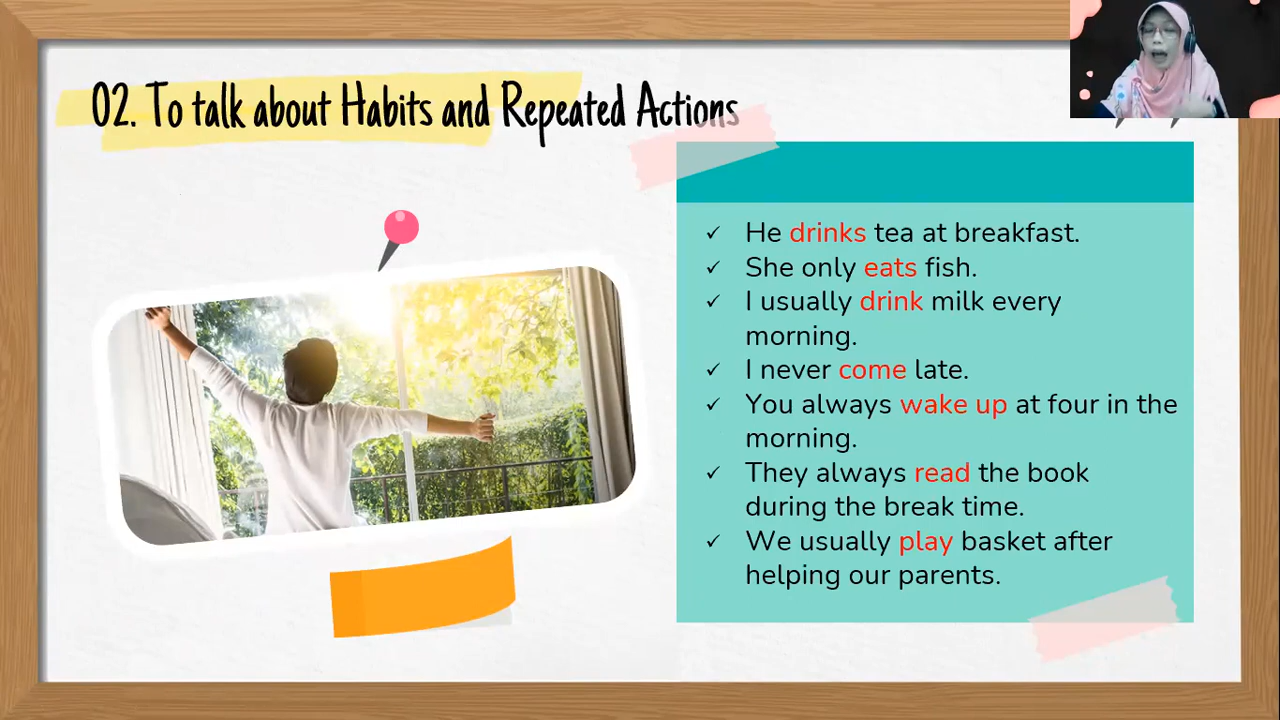 02. To talk about Habits and Repeated Actions
✓ He drinks tea at breakfast.
✓ She only eats fish.
✓ I usually drink milk every
morning.
✓ I never come late.
✓ You always wake up at four in the
morning.
✓ They always read the book
during the break time.
✓ We usually play basket after
helping our parents.